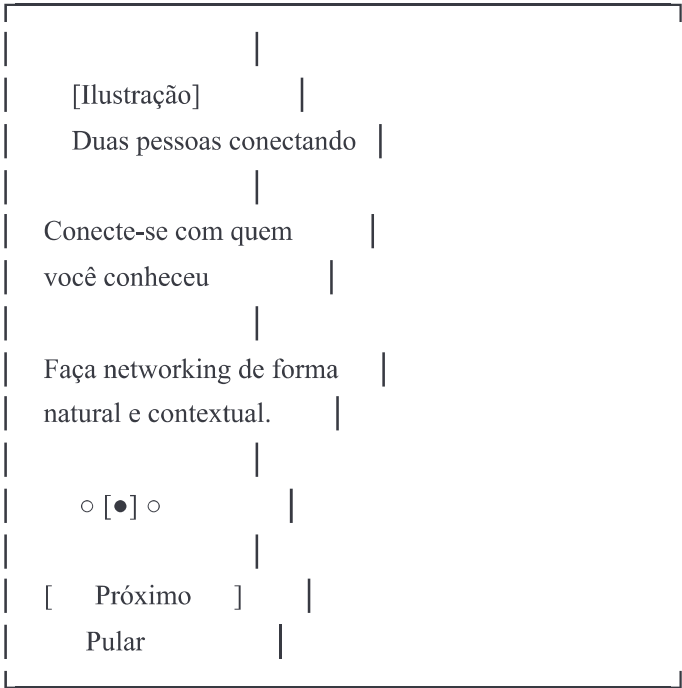 [Ilustração]
Duas pessoas conectando
Conecte-se com quem
você conheceu
Faça networking de forma
natural e contextual.
○ [●] ○
[ Próximo ]
Pular